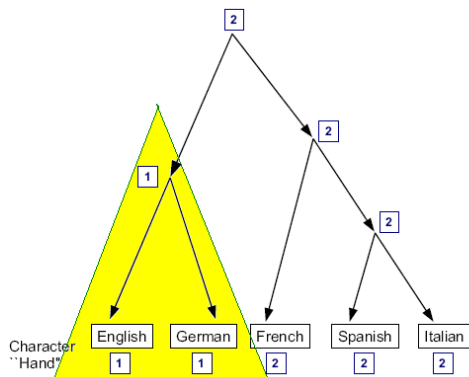 2
2
1
2
English German French Spanish Italian
Character
``Hand"
1 1 2 2 2